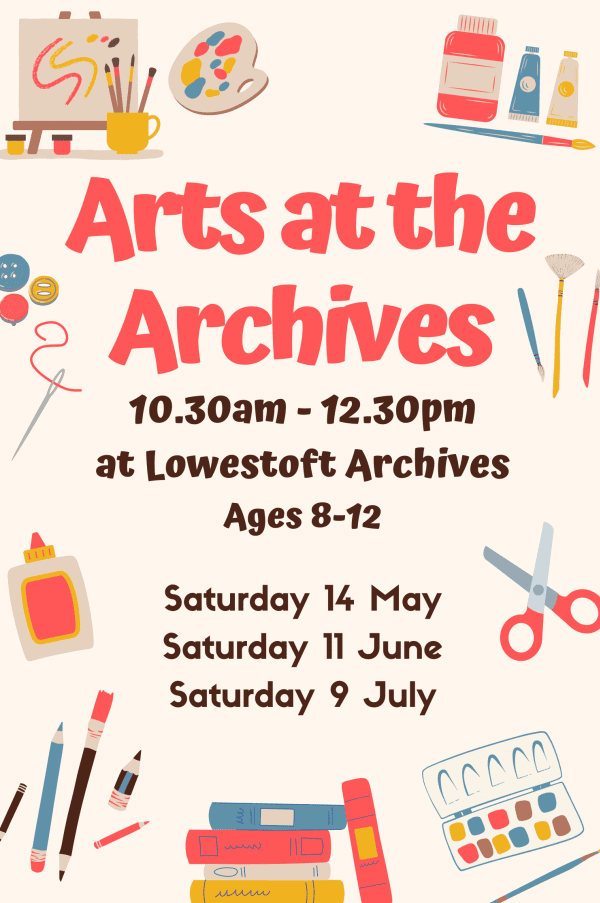 Arts at the
Archives
10.30am - 12.30pm
at Lowestoft Archives
Ages 8-12
Saturday 14 May
Saturday 11 June
Saturday 9 July